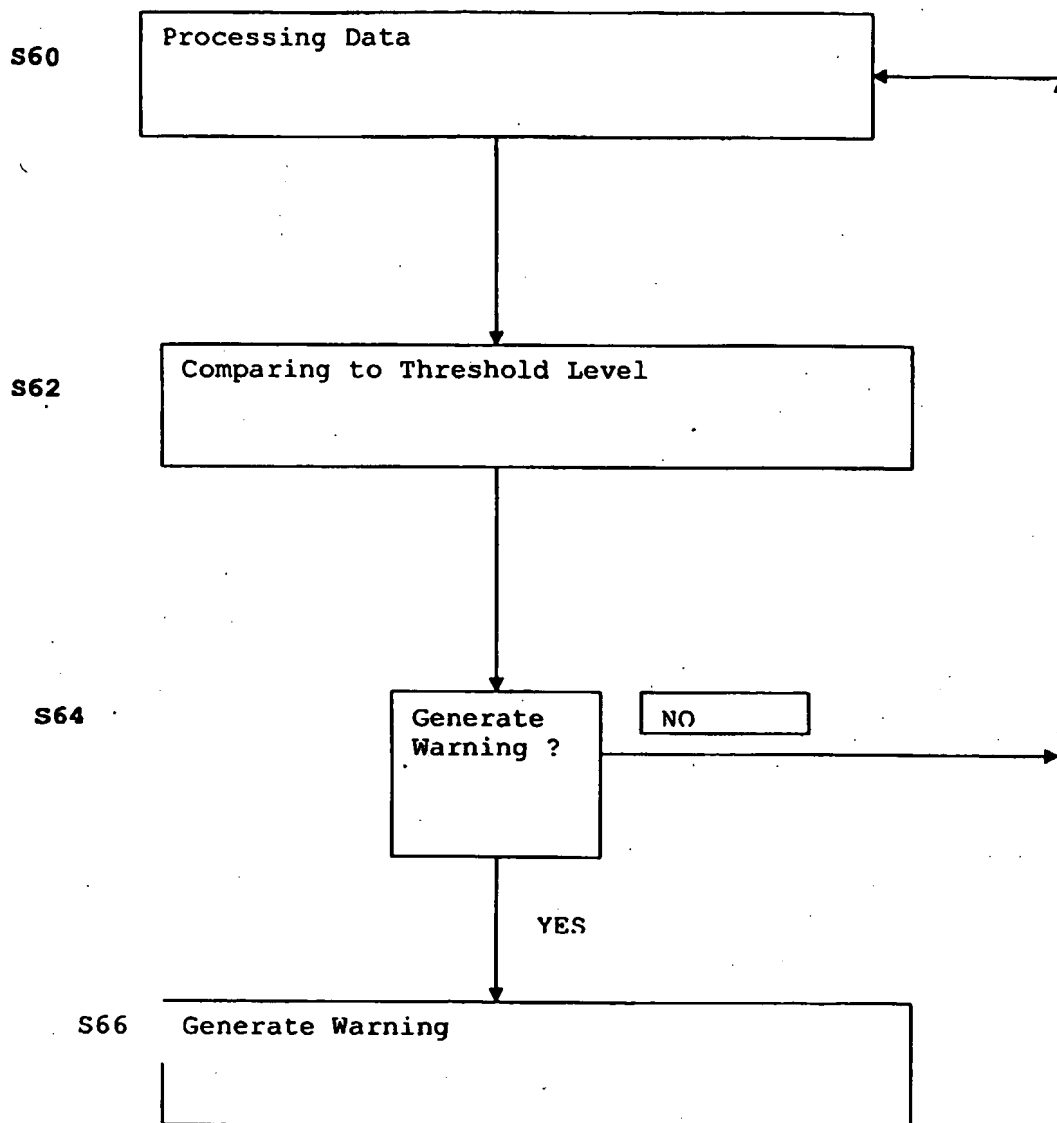 S60
Processing Data
S62
Comparing to Threshold Level
S64
Generate
Warning ?
NO
YES
S66
Generate Warning